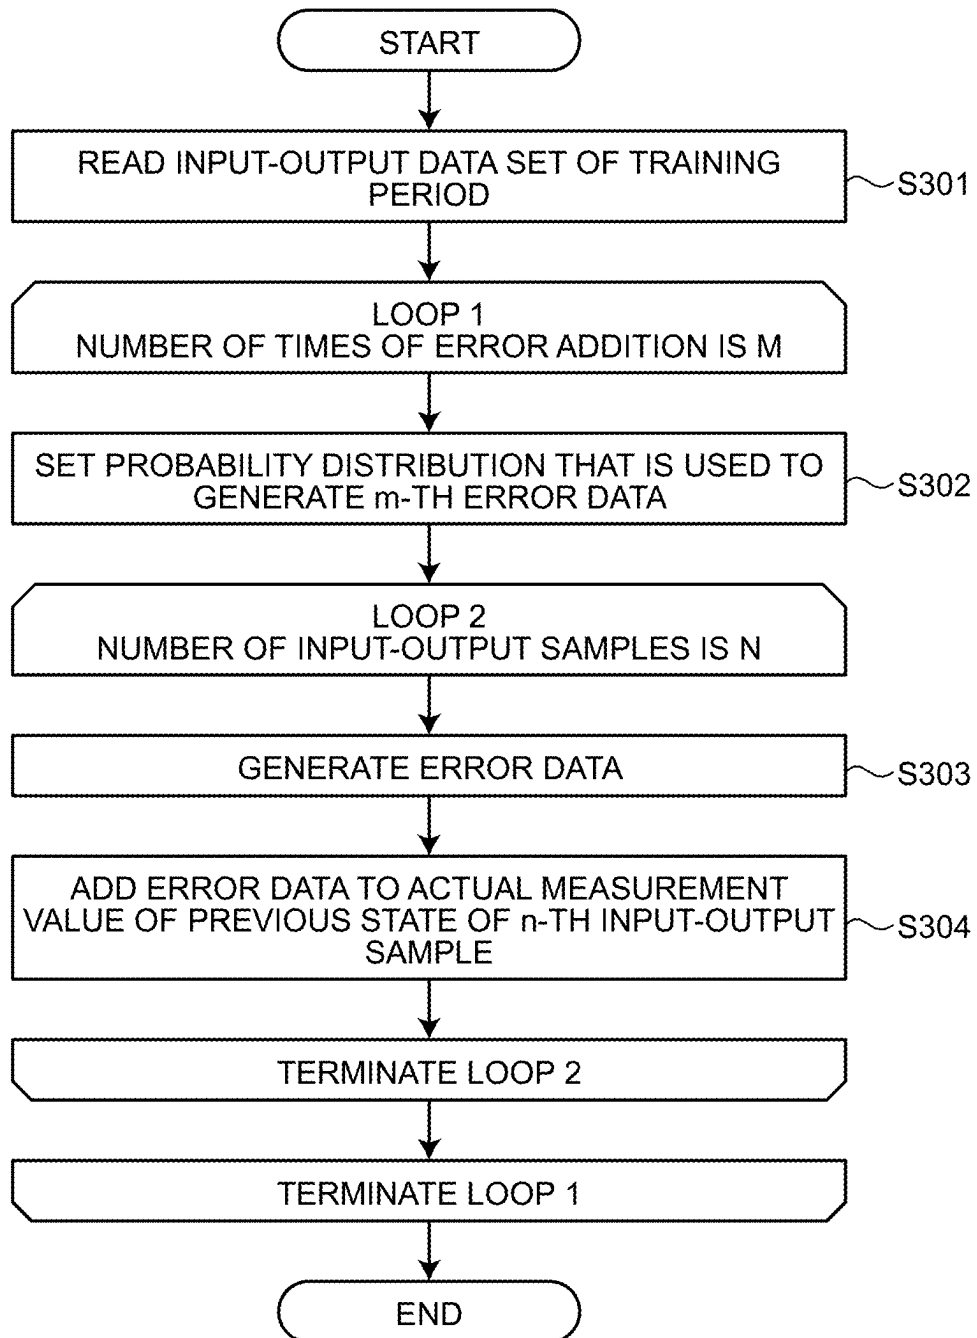 START
READ INPUT-OUTPUT DATA SET OF TRAINING
PERIOD
S301
LOOP 1
NUMBER OF TIMES OF ERROR ADDITION IS M
SET PROBABILITY DISTRIBUTION THAT IS USED TO
GENERATE m-TH ERROR DATA
S302
LOOP 2
NUMBER OF INPUT-OUTPUT SAMPLES IS N
GENERATE ERROR DATA
S303
ADD ERROR DATA TO ACTUAL MEASUREMENT
VALUE OF PREVIOUS STATE OF n-TH INPUT-OUTPUT
SAMPLE
S304
TERMINATE LOOP 2
TERMINATE LOOP 1
END